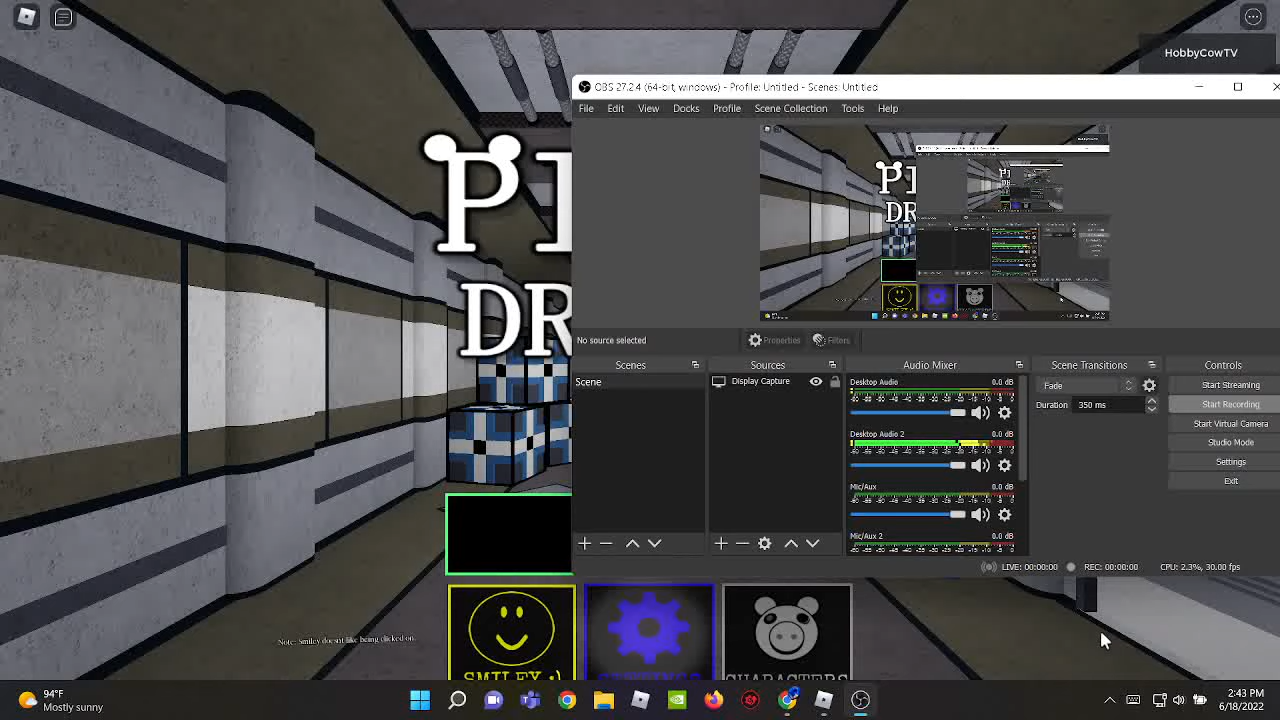 HobbyCowTV
OBS 27.2.4 (64-bit, windows) - Profile: Untitled - Scenes: Untitled
File Edit View Docks Profile Scene Collection Tools Help
PI
DR
No source selected
Properties Filters
Scenes
Sources
Audio Mixer
Scene Transitions
Controls
Scene
Display Capture
Desktop Audio 0.0 dB
Desktop Audio 2 0.0 dB
Mic/Aux 0.0 dB
Mic/Aux 2 0.0 dB
Fade
Duration 350 ms
Start Streaming
Start Recording
Start Virtual Camera
Studio Mode
Settings
Exit
LIVE: 00:00:00 REC: 00:00:00 CPU: 2.3%, 30.00 fps
Note: Smiley doesnt like being clicked on.
SMILEY :)
CHARACTERS
94°F
Mostly sunny
2:43 PM
6/18/2022